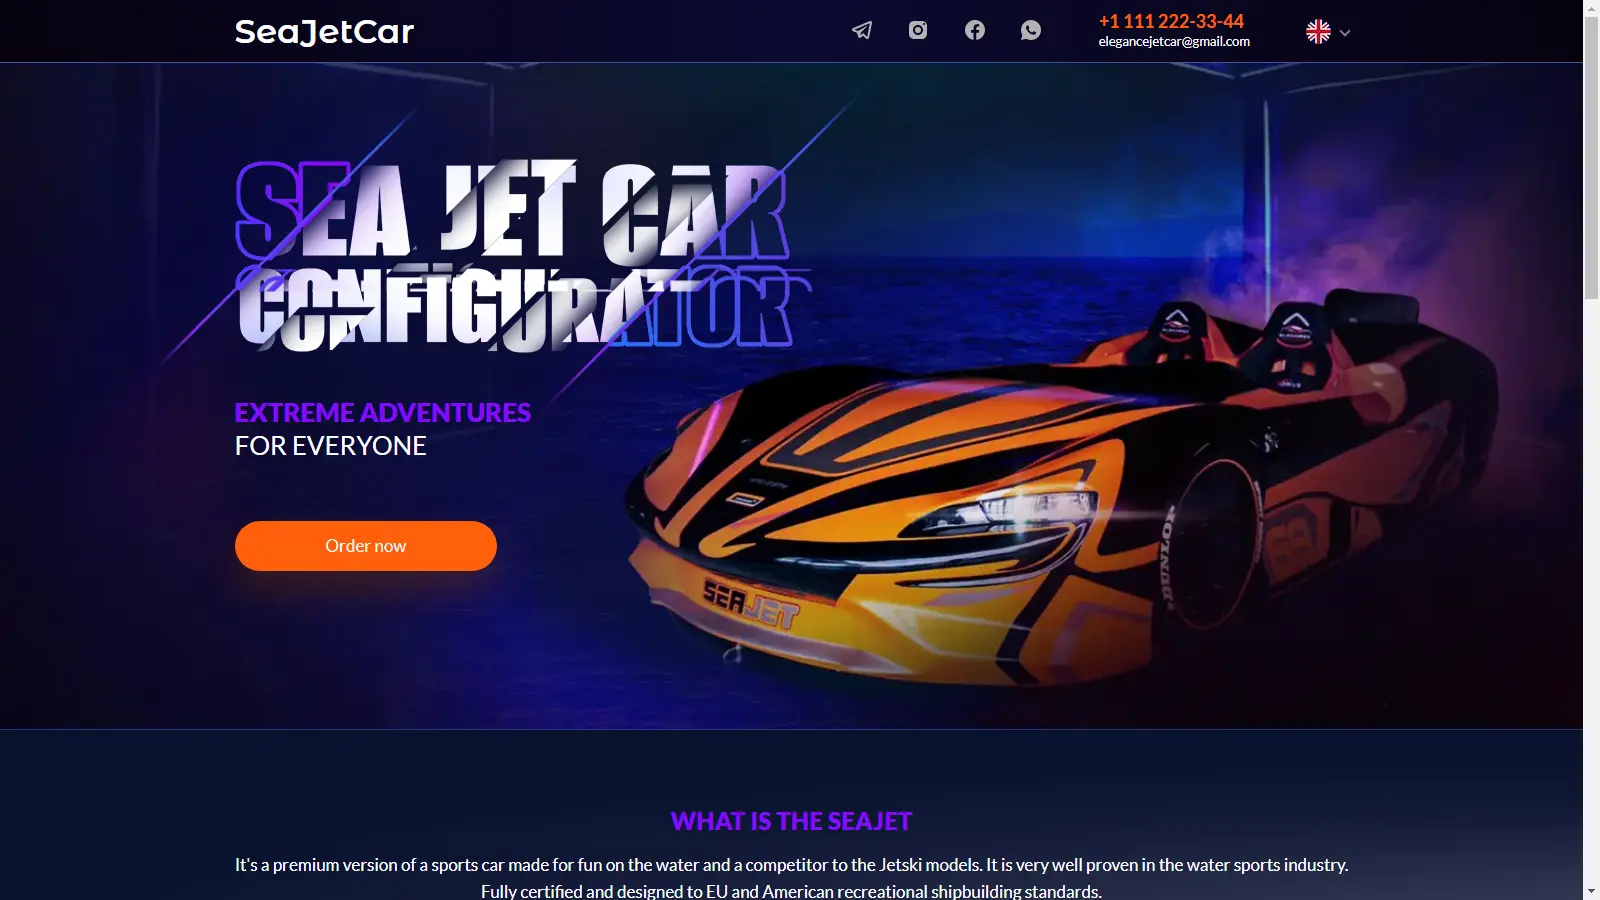 SeaJetCar
+1 111 222-33-44
elegancejetcar@gmail.com
SEA JET CAR
CONFIGURATOR
EXTREME ADVENTURES
FOR EVERYONE
Order now
DUNLOP
SEAJET
WHAT IS THE SEAJET
It's a premium version of a sports car made for fun on the water and a competitor to the Jetski models. It is very well proven in the water sports industry.
Fully certified and designed to EU and American recreational shipbuilding standards.